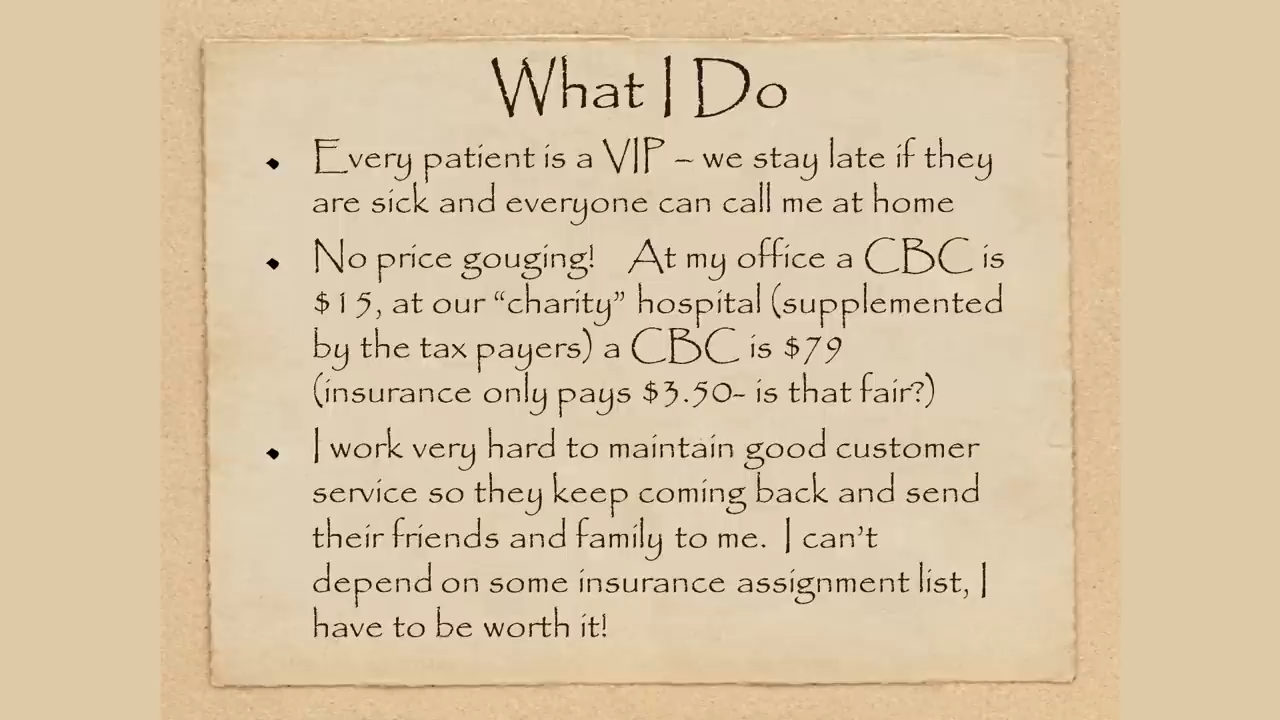 What I Do
• Every patient is a VIP – we stay late if they
are sick and everyone can call me at home
• No price gouging! At my office a CBC is
$15, at our “charity” hospital (supplemented
by the tax payers) a CBC is $79
(insurance only pays $3.50- is that fair?)
• I work very hard to maintain good customer
service so they keep coming back and send
their friends and family to me. I can’t
depend on some insurance assignment list, I
have to be worth it!